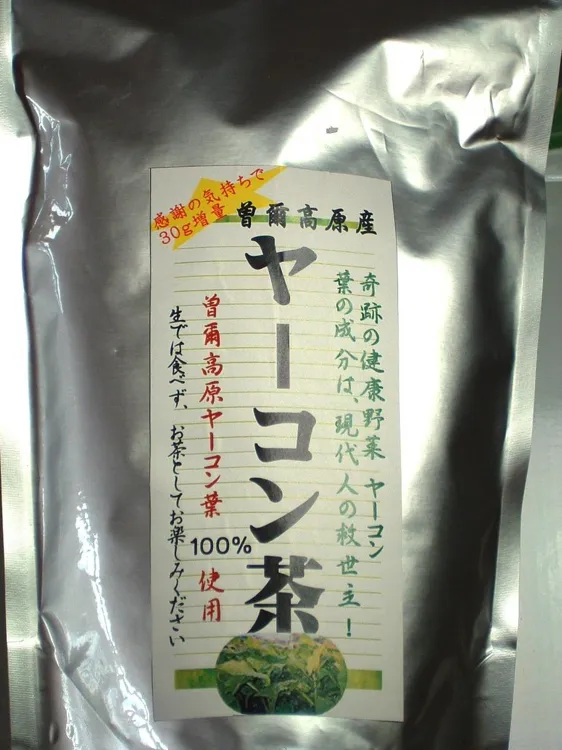 感謝の気持ちで
30g増量
曽爾高原産
ヤーコン茶
奇跡の健康野菜 ヤーコン
葉の成分は、現代人の救世主!
曽爾高原ヤーコン葉100%使用
生では食べず、お茶としてお楽しみください